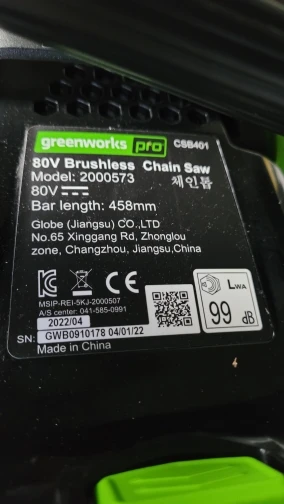 greenworks pro CSB401
80V Brushless Chain Saw
Model: 2000573 체인톱
80V
Bar length: 458mm
Globe (Jiangsu) CO.,LTD
No.65 Xinggang Rd, Zhonglou
zone, Changzhou, Jiangsu,China
MSIP-REI-5KJ-2000507
A/S center: 041-585-0991
2022/04
SN: GWB0910178 04/01/22
Made in China
LWA
99 dB